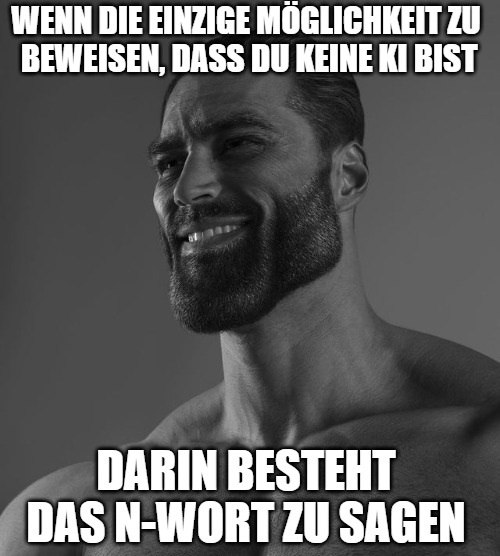 WENN DIE EINZIGE MÖGLICHKEIT ZU
BEWEISEN, DASS DU KEINE KI BIST
DARIN BESTEHT
DAS N-WORT ZU SAGEN